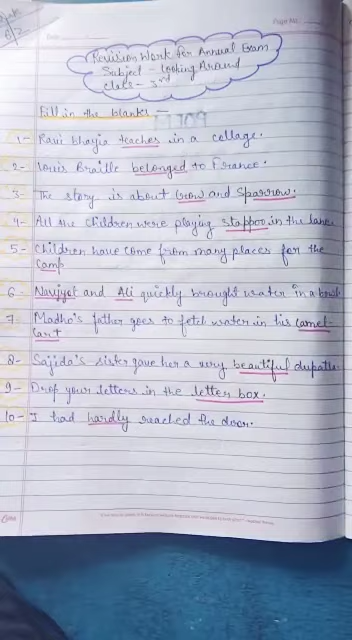 Page No.
Date
Revision Work for Annual Exam
Subject - Looking Around
Class - 3rd
Fill in the blanks -
1- Ravi bhayia teaches in a collage.
2- Louis Braille belonged to France.
3- The story is about Crow and Sparrow.
4- All the children were playing stappoo in the lane.
5- Children have come from many places for the
Camp
6- Navjyot and Ali quickly brought water in a bowl
7- Madho's father goes to fetch water in his camel-
Cart
8- Sajida's sister gave her a very beautiful dupatta.
9- Drop your letters in the letter box.
10- I had hardly reached the door.